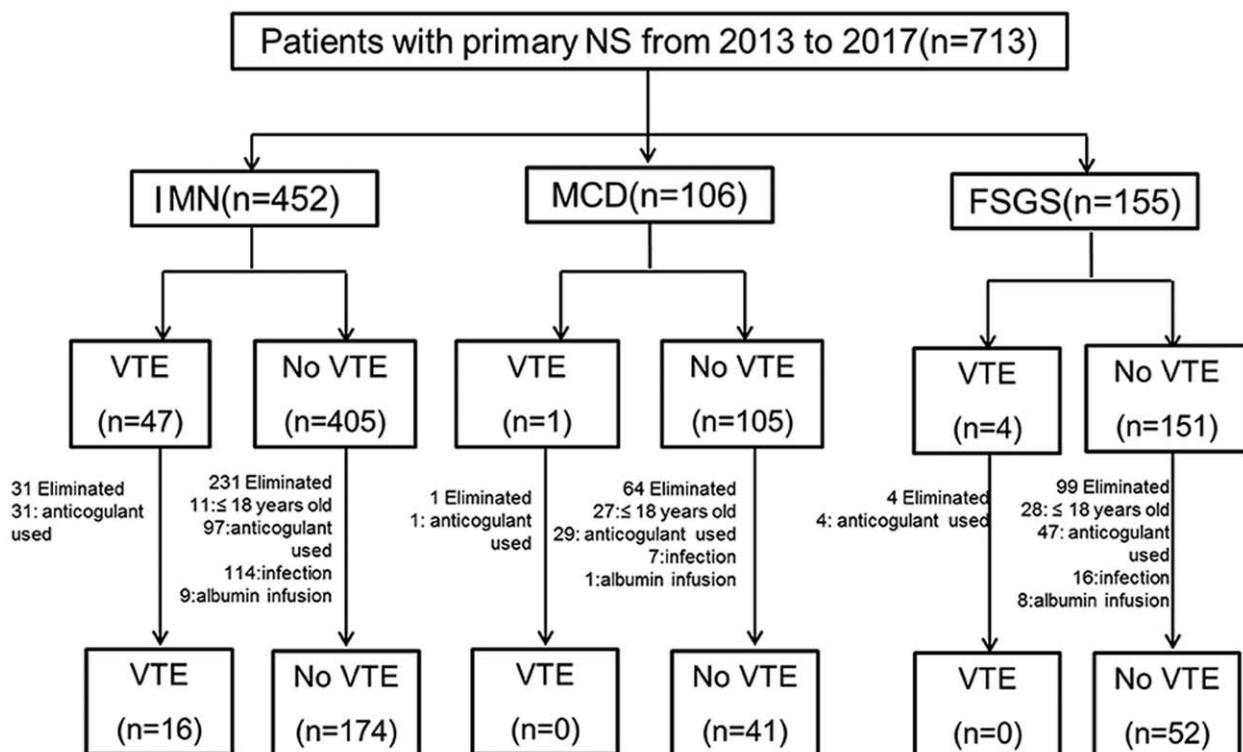 Patients with primary NS from 2013 to 2017(n=713)
IMN(n=452)
MCD(n=106)
FSGS(n=155)
VTE
(n=47)
No VTE
(n=405)
VTE
(n=1)
No VTE
(n=105)
VTE
(n=4)
No VTE
(n=151)
31 Eliminated
31: anticogulant
used
231 Eliminated
11:≤ 18 years old
97:anticogulant
used
114:infection
9:albumin infusion
1 Eliminated
1: anticogulant
used
64 Eliminated
27:≤ 18 years old
29: anticogulant used
7:infection
1:albumin infusion
4 Eliminated
4: anticogulant used
99 Eliminated
28:≤ 18 years old
47: anticogulant
used
16:infection
8:albumin infusion
VTE
(n=16)
No VTE
(n=174)
VTE
(n=0)
No VTE
(n=41)
VTE
(n=0)
No VTE
(n=52)